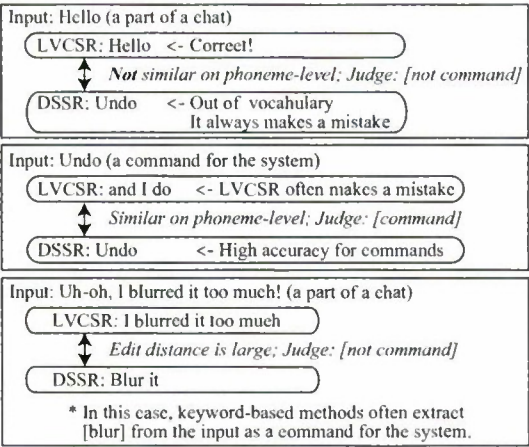 Input: Hello (a part of a chat)
LVCSR: Hello <- Correct!
Not similar on phoneme-level; Judge: [not command]
DSSR: Undo <- Out of vocahulary
It always makes a mistake
Input: Undo (a command for the system)
LVCSR: and I do <- LVCSR often makes a mistake
Similar on phoneme-level; Judge: [command]
DSSR: Undo <- High accuracy for commands
Input: Uh-oh, I blurred it too much! (a part of a chat)
LVCSR: I blurred it too much
Edit distance is large; Judge: [not command]
DSSR: Blur it
* In this case, keyword-based methods often extract
[blur] from the input as a command for the system.